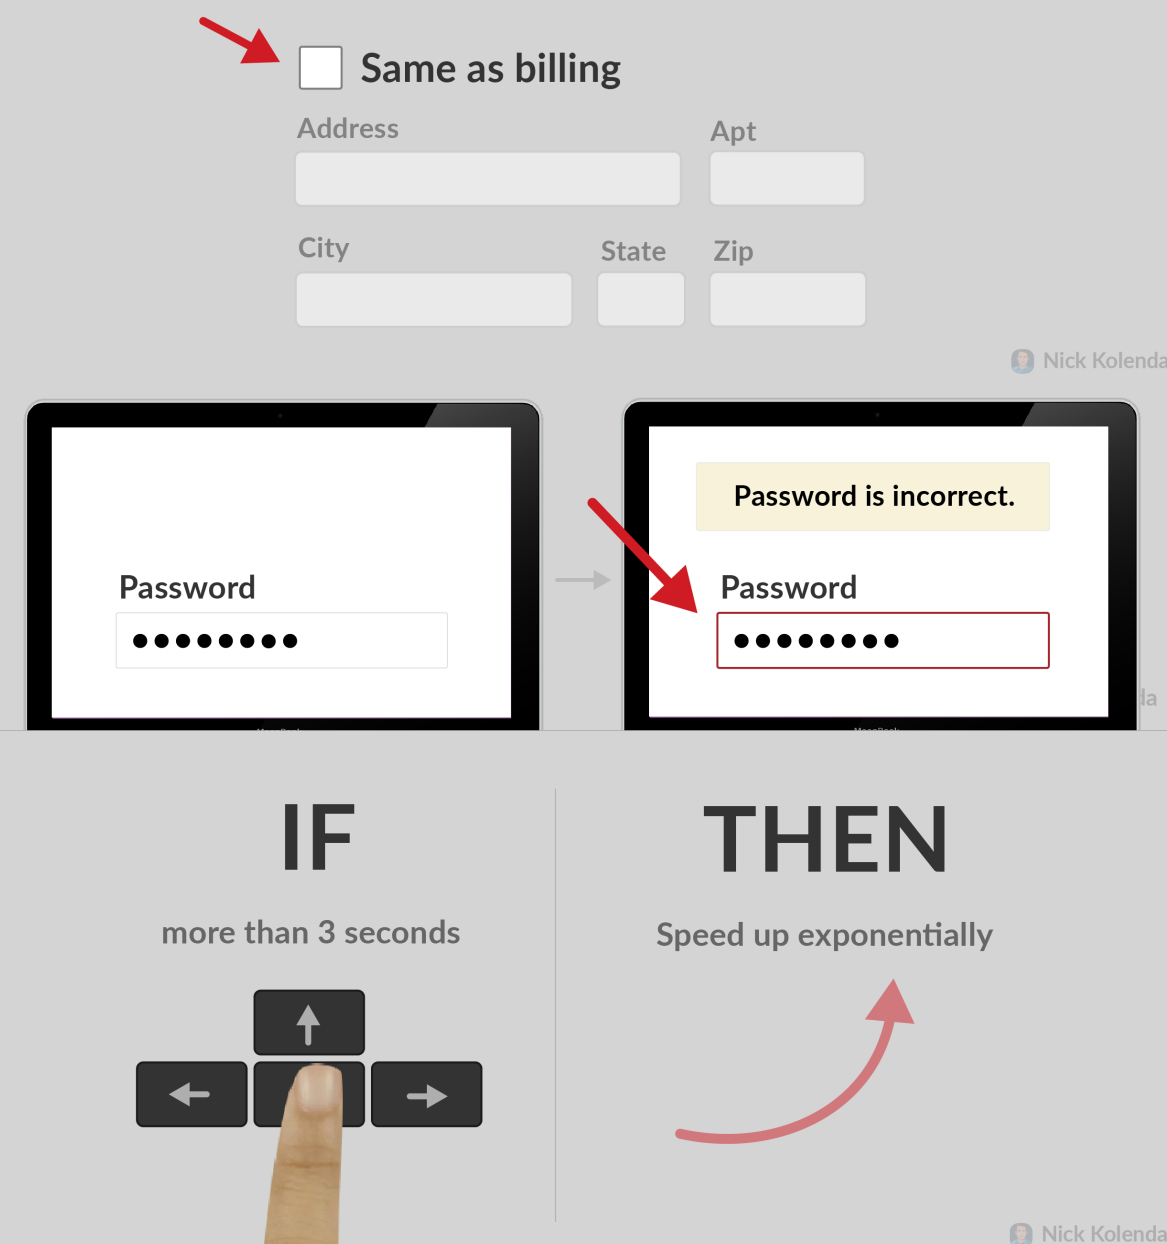 Same as billing
Address
Apt
City
State
Zip
Nick Kolenda
Password is incorrect.
Password
Password
da
IF
THEN
more than 3 seconds
Speed up exponentially
Nick Kolenda